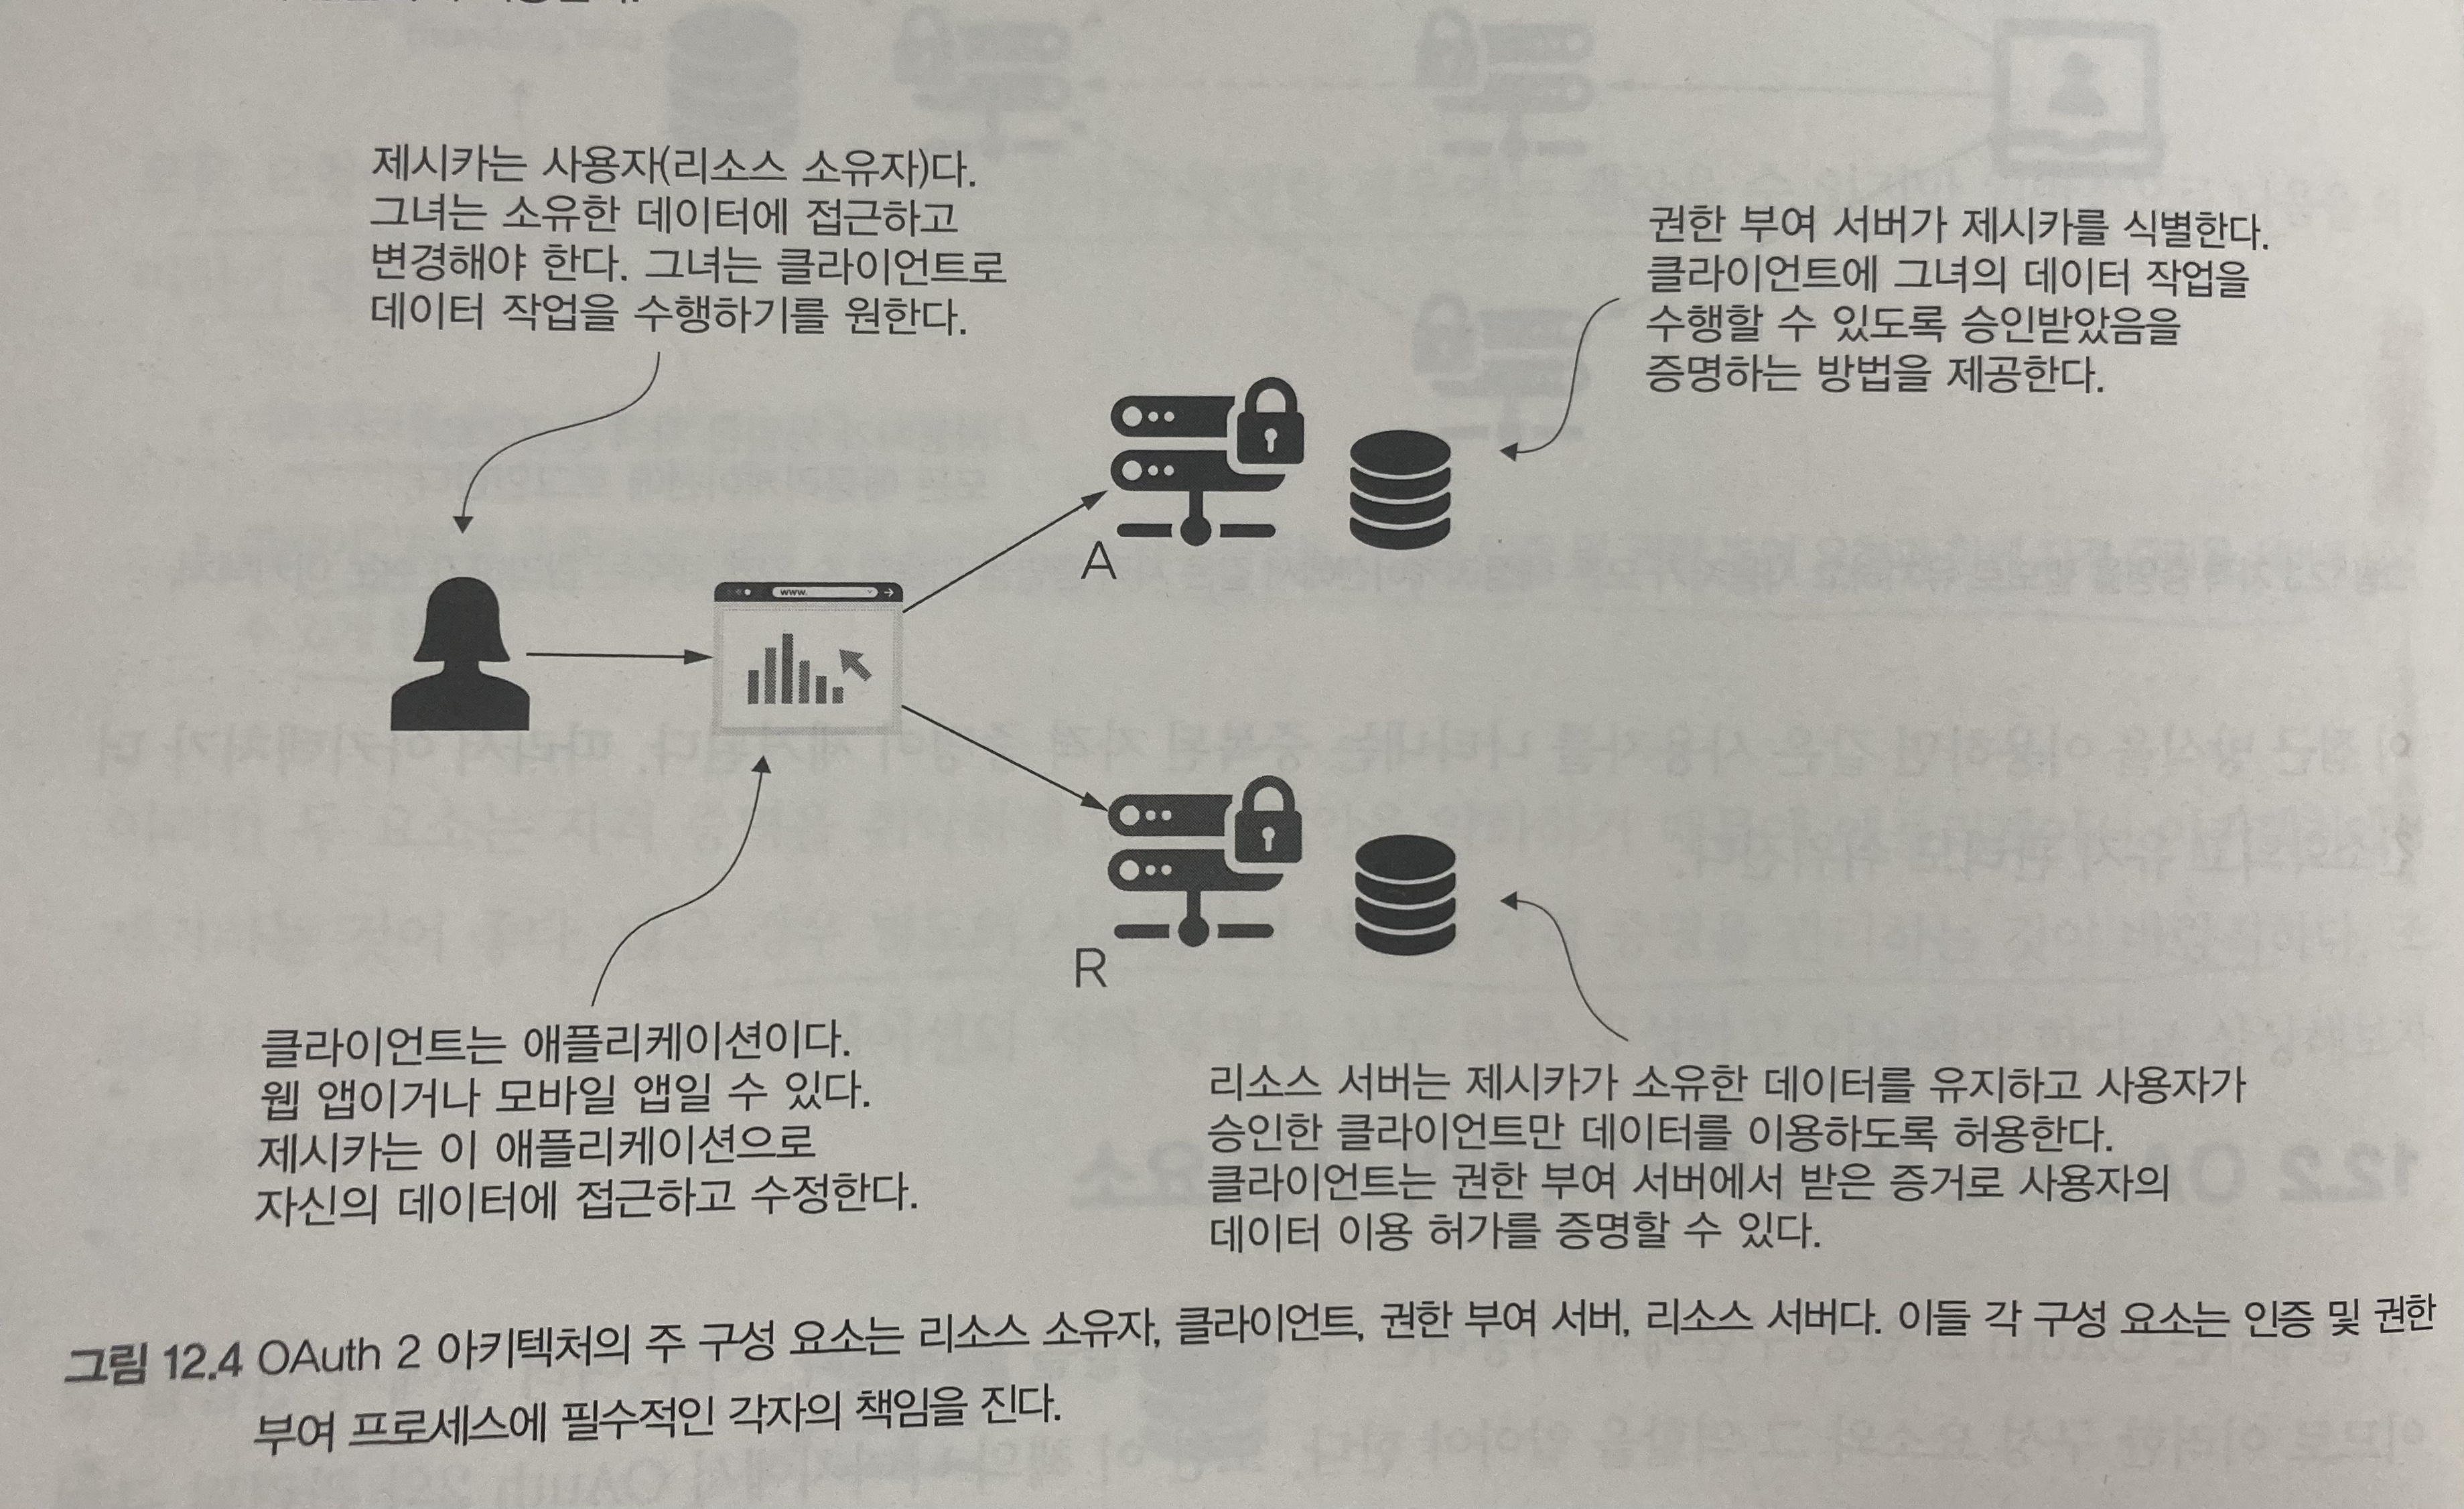 제시카는 사용자(리소스 소유자)다.
그녀는 소유한 데이터에 접근하고
변경해야 한다. 그녀는 클라이언트로
데이터 작업을 수행하기를 원한다.
권한 부여 서버가 제시카를 식별한다.
클라이언트에 그녀의 데이터 작업을
수행할 수 있도록 승인받았음을
증명하는 방법을 제공한다.
A
www.
R
클라이언트는 애플리케이션이다.
웹 앱이거나 모바일 앱일 수 있다.
제시카는 이 애플리케이션으로
자신의 데이터에 접근하고 수정한다.
리소스 서버는 제시카가 소유한 데이터를 유지하고 사용자가
승인한 클라이언트만 데이터를 이용하도록 허용한다.
클라이언트는 권한 부여 서버에서 받은 증거로 사용자의
데이터 이용 허가를 증명할 수 있다.
그림 12.4 OAuth 2 아키텍처의 주 구성 요소는 리소스 소유자, 클라이언트, 권한 부여 서버, 리소스 서버다. 이들 각 구성 요소는 인증 및 권한
부여 프로세스에 필수적인 각자의 책임을 진다.